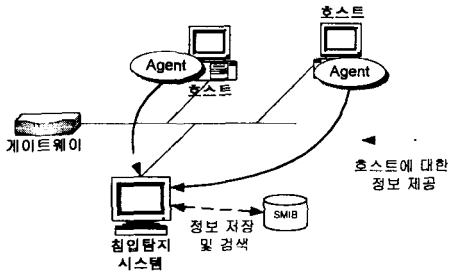 호스트
Agent
Agent
호스트
게이트웨이
호스트에 대한
정보 제공
SMIB
정보 저장
및 검색
침입탐지
시스템